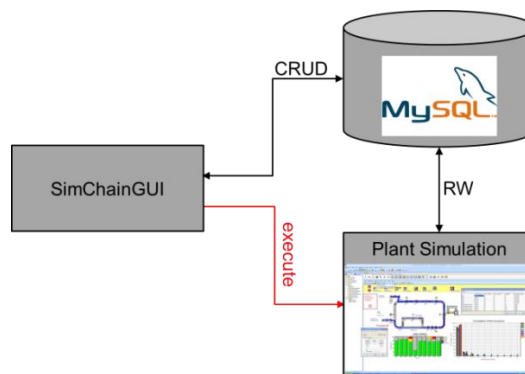 CRUD
MySQL
SimChainGUI
RW
execute
Plant Simulation